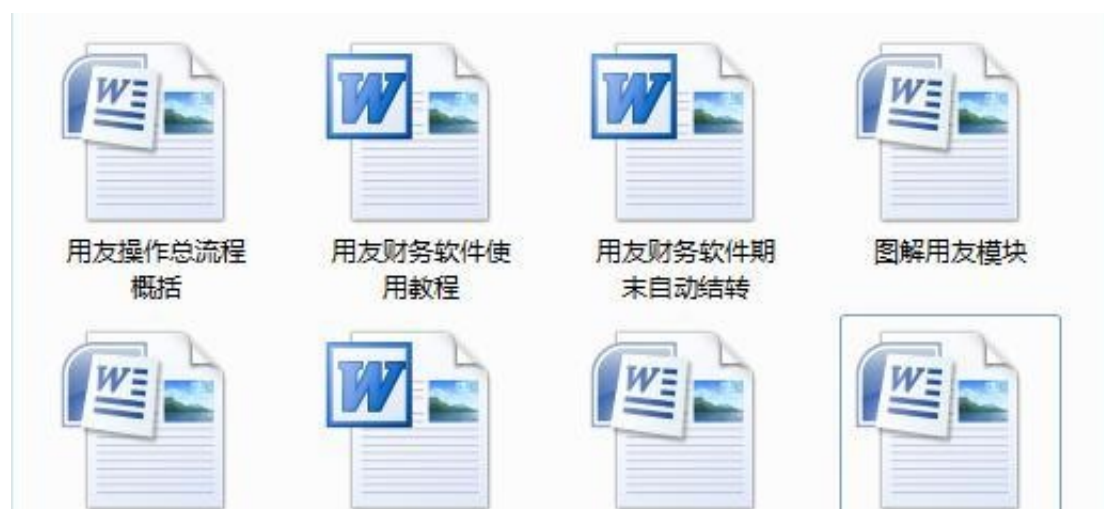 用友操作总流程
概括
用友财务软件使
用教程
用友财务软件期
末自动结转
图解用友模块